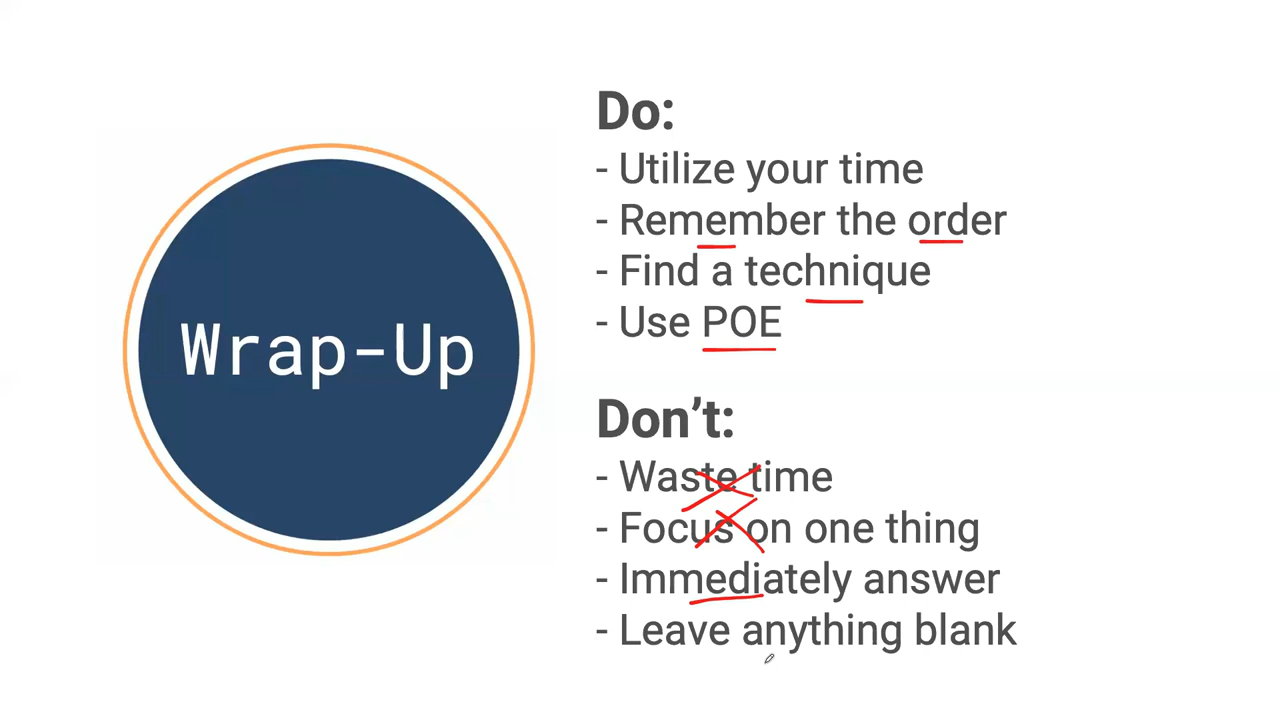 Wrap-Up
Do:
- Utilize your time
- Remember the order
- Find a technique
- Use POE
Don’t:
- Waste time
- Focus on one thing
- Immediately answer
- Leave anything blank